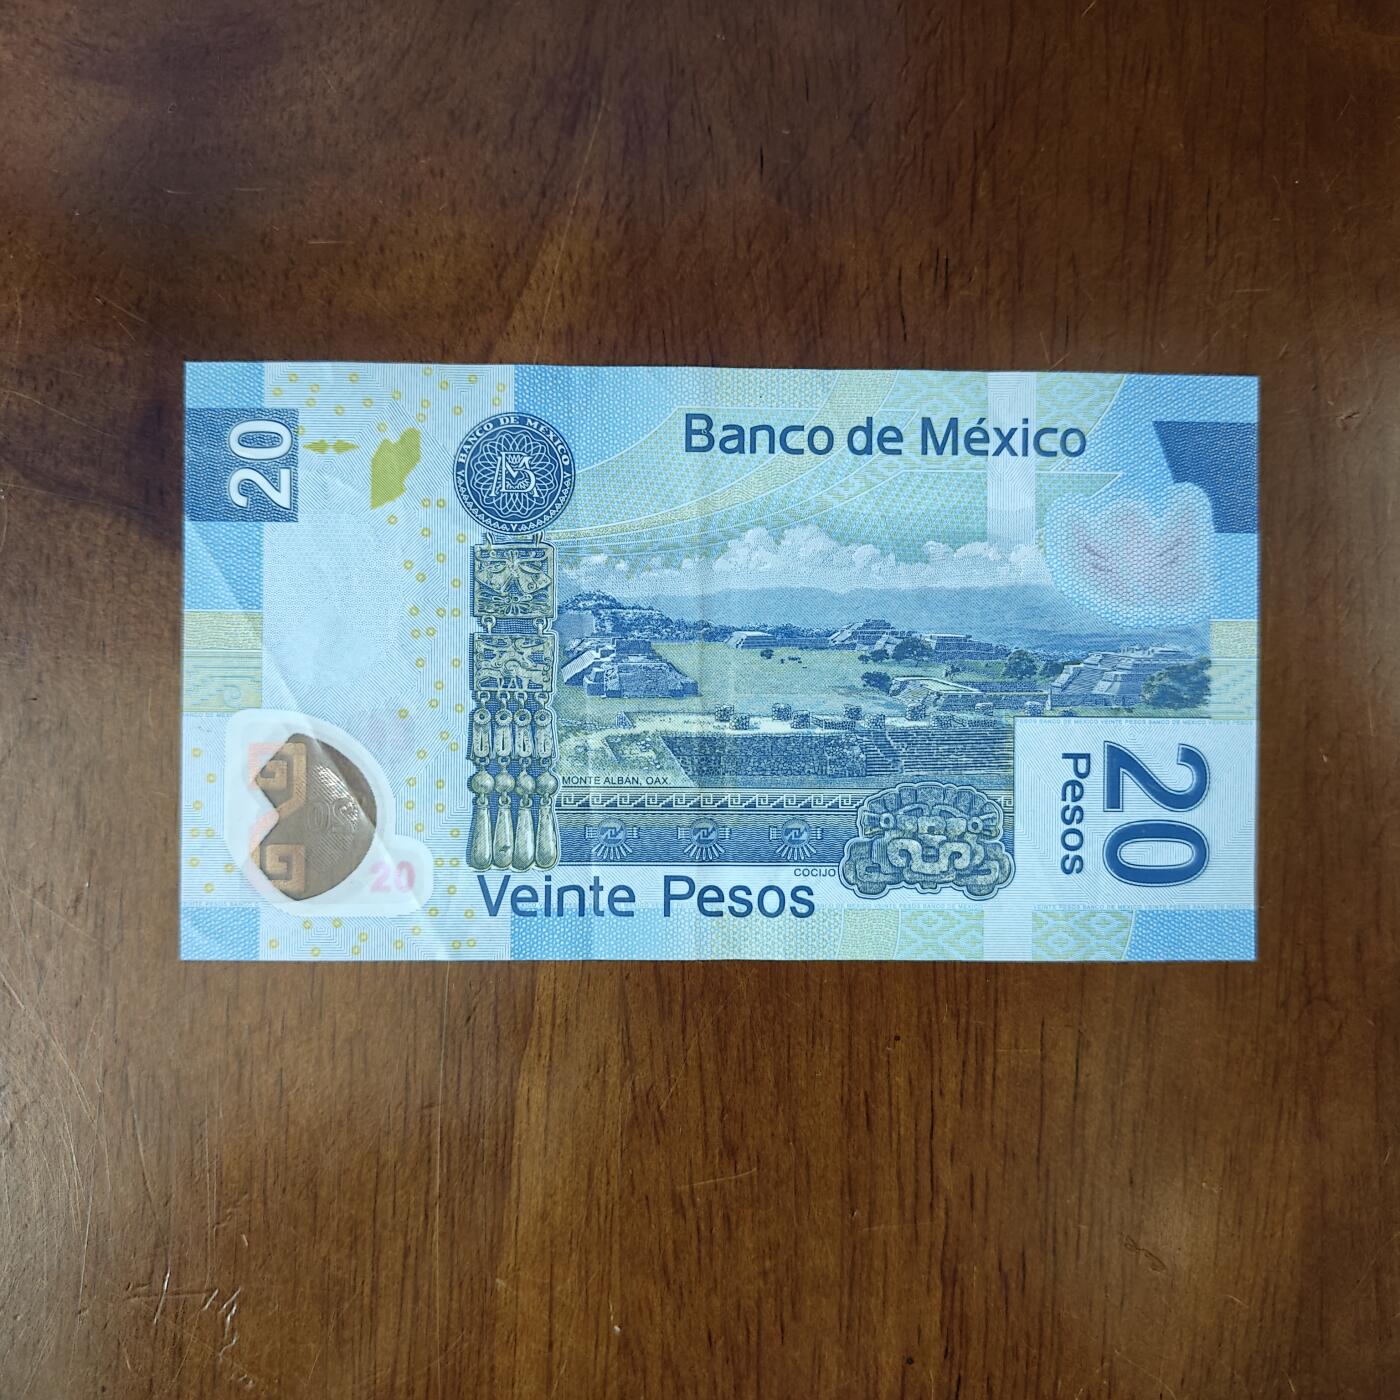 20
BANCO DE MEXICO
Banco de México
MONTE ALBÁN, OAX.
COCIJO
20
Veinte Pesos
20
Pesos